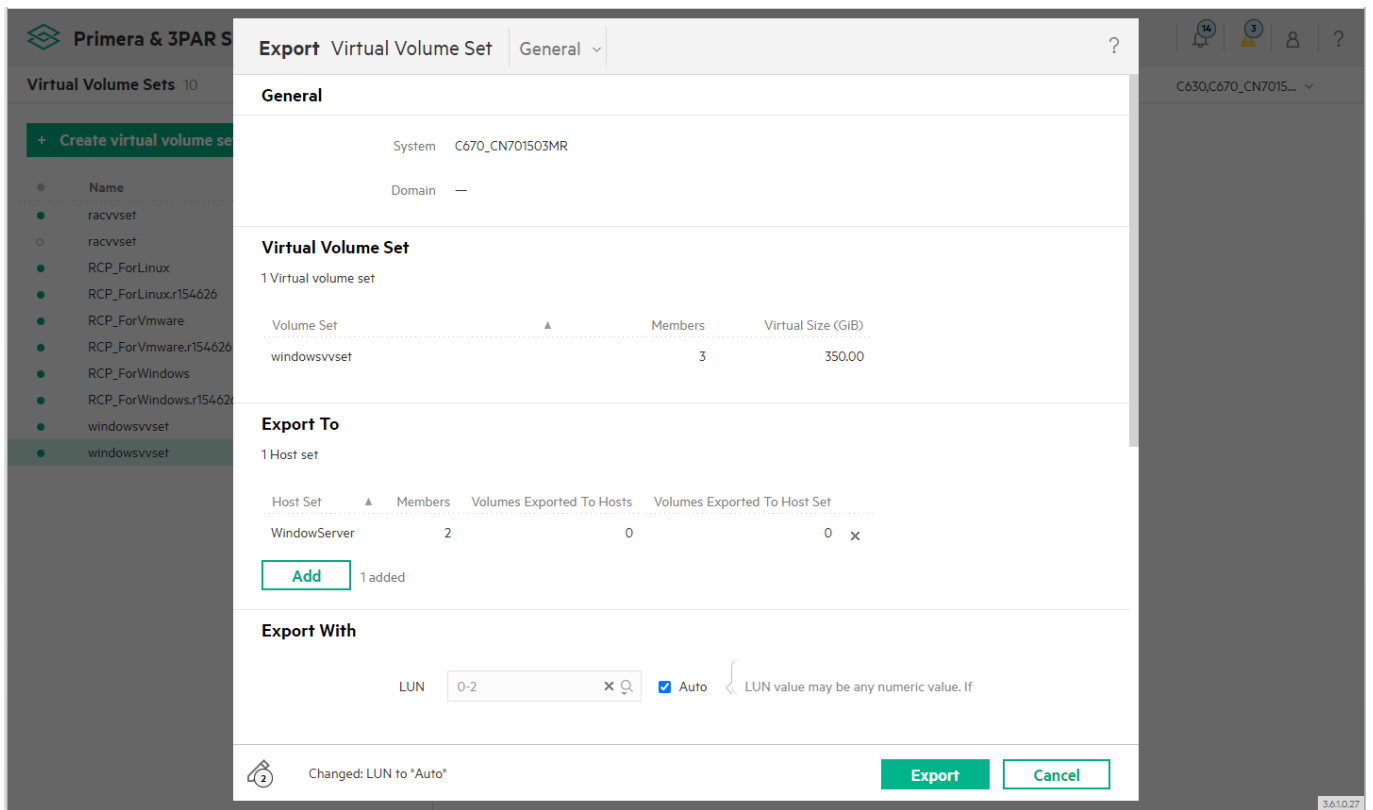 Primera & 3PAR S
14
3
?
Virtual Volume Sets 10
C630,C670_CN7015...
+ Create virtual volume se
Name
racvvset
racvvset
RCP_ForLinux
RCP_ForLinux.r154626
RCP_ForVmware
RCP_ForVmware.r154626
RCP_ForWindows
RCP_ForWindows.r154626
windowsvvset
windowsvvset
Export Virtual Volume Set General
?
General
System C670_CN701503MR
Domain —
Virtual Volume Set
1 Virtual volume set
Volume Set Members Virtual Size (GiB)
windowsvvset 3 350.00
Export To
1 Host set
Host Set Members Volumes Exported To Hosts Volumes Exported To Host Set
WindowServer 2 0 0
Add 1 added
Export With
LUN 0-2 Auto LUN value may be any numeric value. If
2 Changed: LUN to "Auto" Export Cancel
3.6.1.0.27